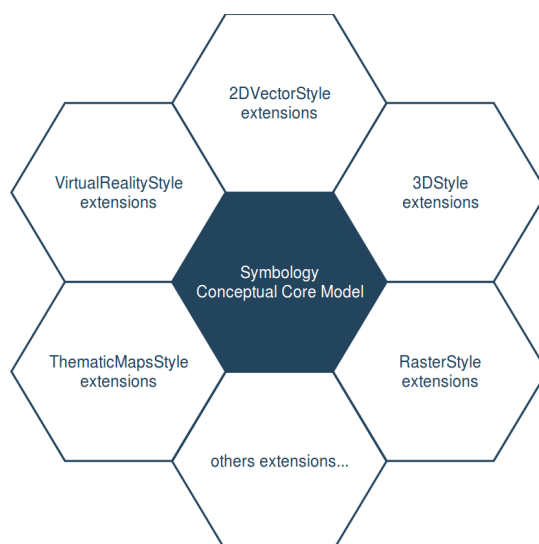 2DVectorStyle
extensions
VirtualRealityStyle
extensions
3DStyle
extensions
Symbology
Conceptual Core Model
ThematicMapsStyle
extensions
RasterStyle
extensions
others extensions...